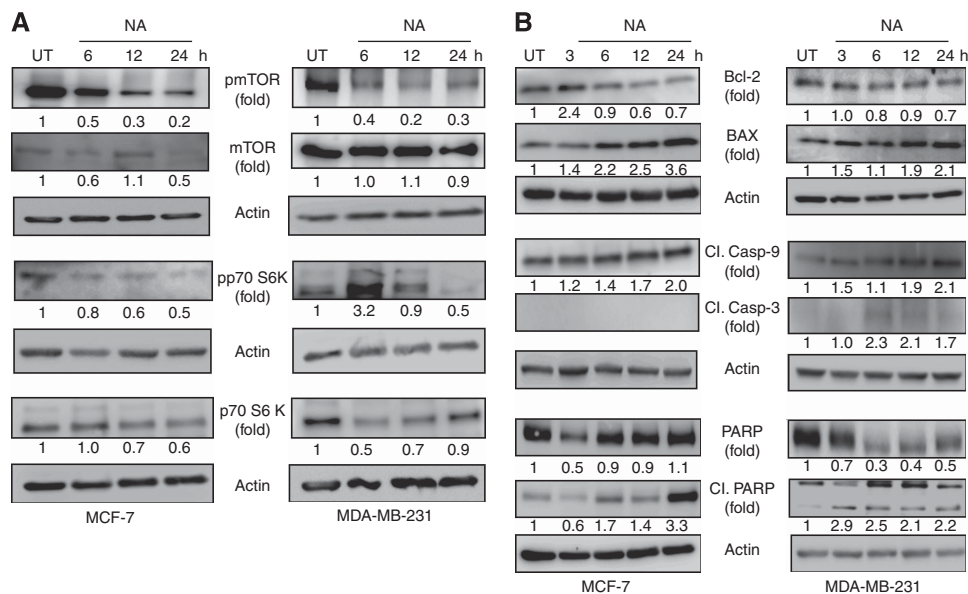 A
NA
NA
UT 6 12 24 h
UT 6 12 24 h
pmTOR
(fold)
1 0.5 0.3 0.2
1 0.4 0.2 0.3
mTOR
(fold)
1 0.6 1.1 0.5
1 1.0 1.1 0.9
Actin
pp70 S6K
(fold)
1 0.8 0.6 0.5
1 3.2 0.9 0.5
Actin
p70 S6 K
(fold)
1 1.0 0.7 0.6
1 0.5 0.7 0.9
Actin
MCF-7
MDA-MB-231
B
NA
NA
UT 3 6 12 24 h
UT 3 6 12 24 h
Bcl-2
(fold)
1 2.4 0.9 0.6 0.7
1 1.0 0.8 0.9 0.7
BAX
(fold)
1 1.4 2.2 2.5 3.6
1 1.5 1.1 1.9 2.1
Actin
Cl. Casp-9
(fold)
1 1.2 1.4 1.7 2.0
1 1.5 1.1 1.9 2.1
Cl. Casp-3
(fold)
1 1.0 2.3 2.1 1.7
Actin
PARP
(fold)
1 0.5 0.9 0.9 1.1
1 0.7 0.3 0.4 0.5
Cl. PARP
(fold)
1 0.6 1.7 1.4 3.3
1 2.9 2.5 2.1 2.2
Actin
MCF-7
MDA-MB-231